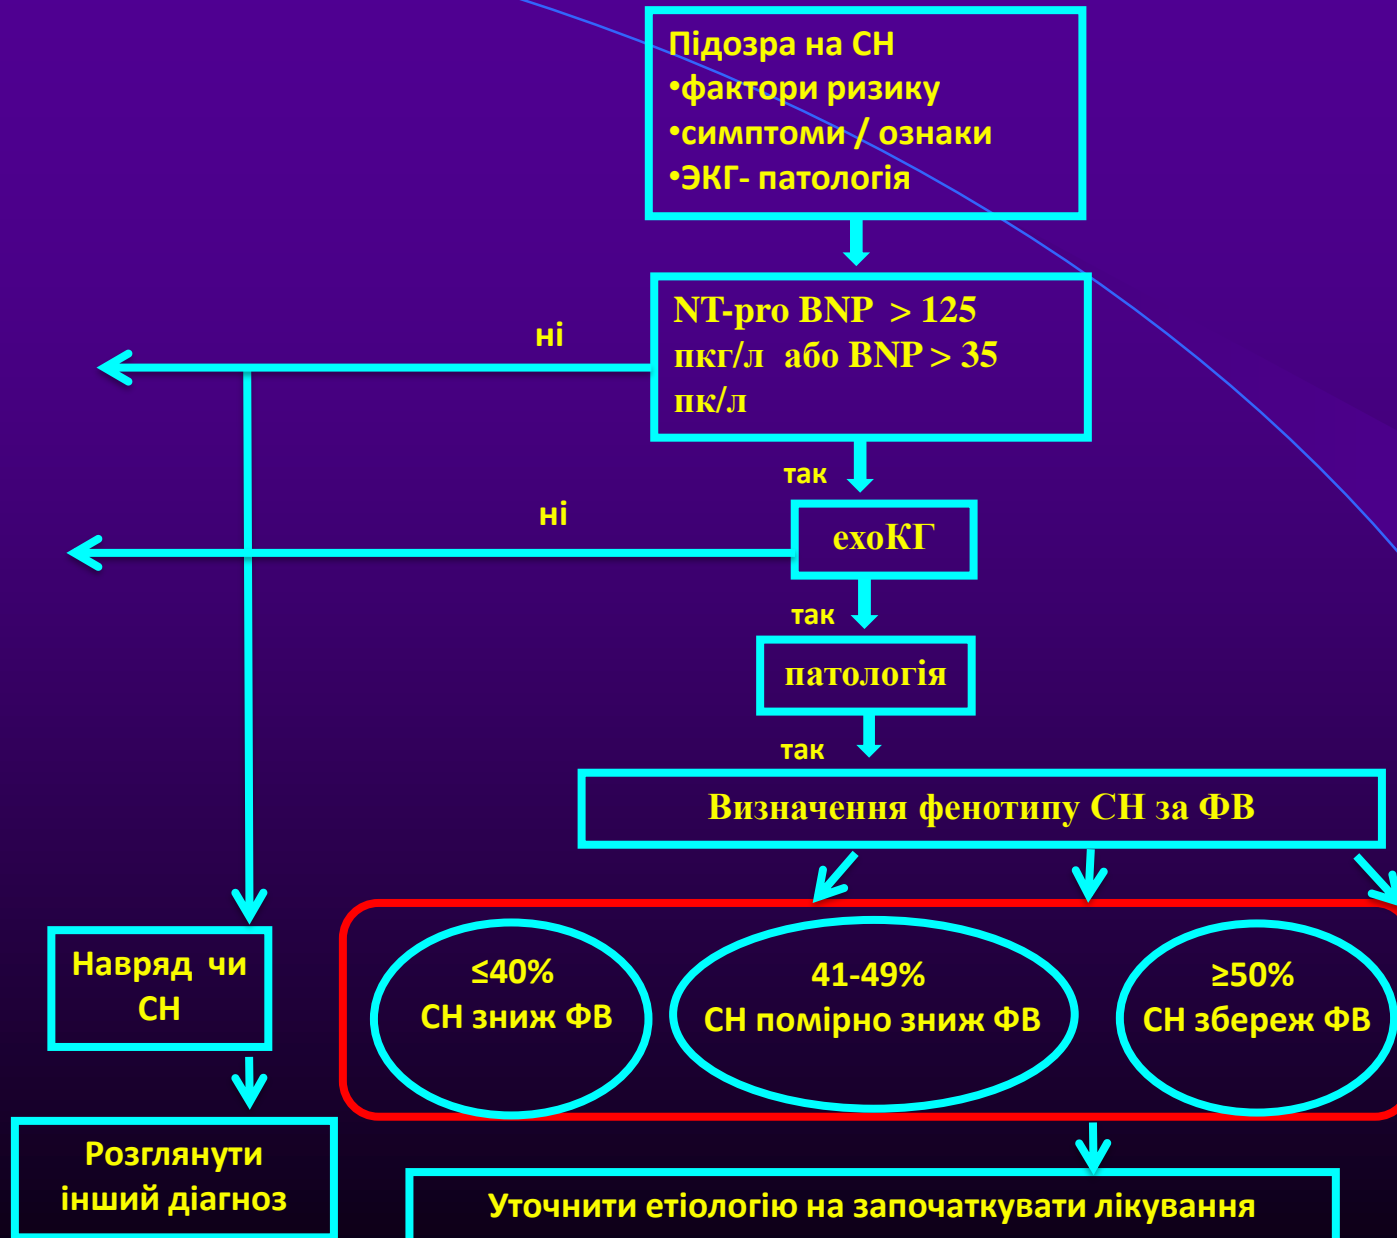 Підозра на СН
•фактори ризику
•симптоми / ознаки
•ЭКГ- патологія
NT-pro BNP > 125
пкг/л або BNP > 35
пк/л
ні
так
ні
ехоКГ
так
патологія
так
Визначення фенотипу СН за ФВ
≤40%
СН зниж ФВ
41-49%
СН помірно зниж ФВ
≥50%
СН збереж ФВ
Навряд чи
СН
Розглянути
інший діагноз
Уточнити етіологію на започаткувати лікування